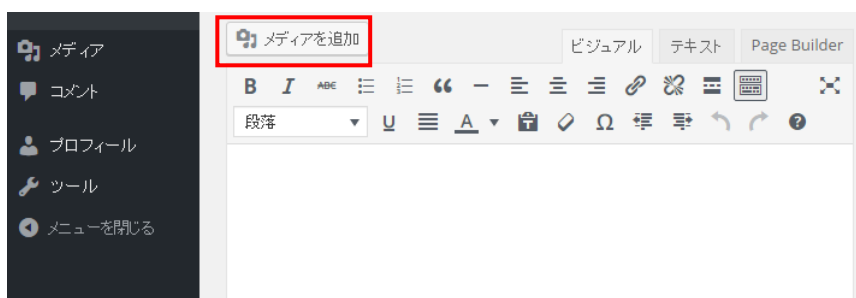 メディア
コメント
プロフィール
ツール
メニューを閉じる
メディアを追加
ビジュアル
テキスト
Page Builder
B I ABE
段落
U A Ω